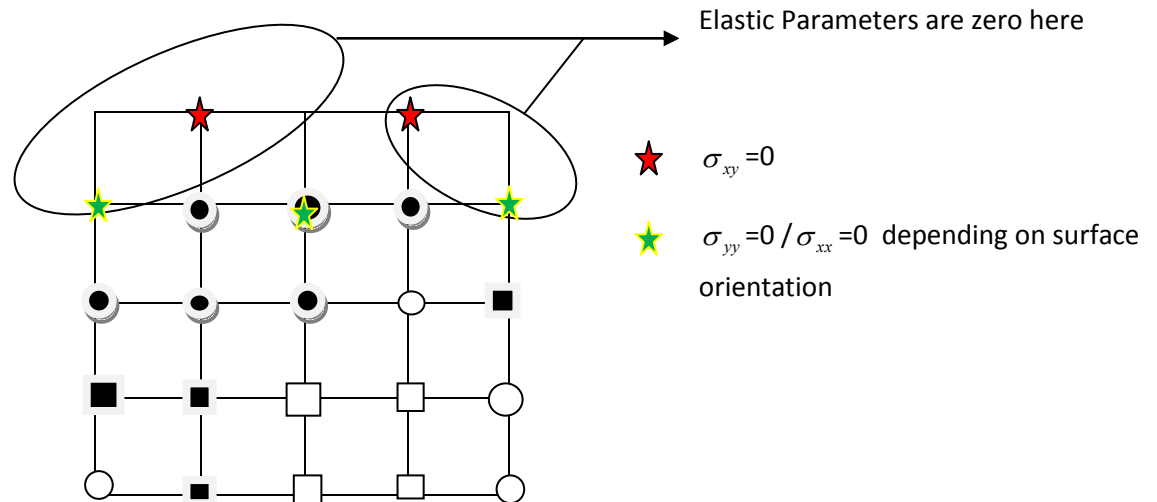 Elastic Parameters are zero here
σxy =0
σyy =0 / σxx =0 depending on surface
orientation